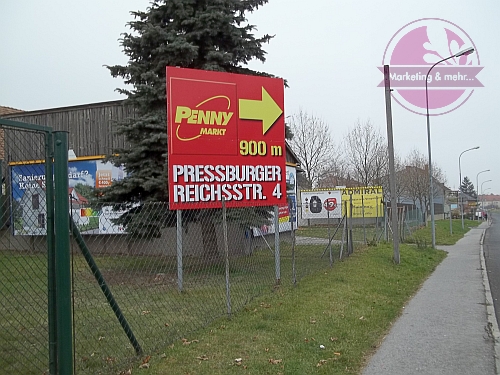 Marketing & mehr...
PENNY
MARKT
900 m
PRESSBURGER
REICHSSTR. 4
ADMIRAL